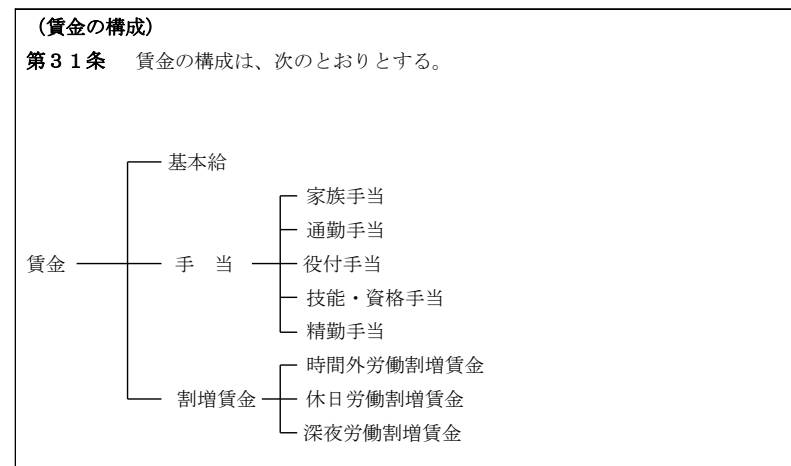 （賃金の構成）
第３１条　賃金の構成は、次のとおりとする。
基本給
家族手当
通勤手当
賃金　手　当　役付手当
技能・資格手当
精勤手当
時間外労働割増賃金
割増賃金　休日労働割増賃金
深夜労働割増賃金